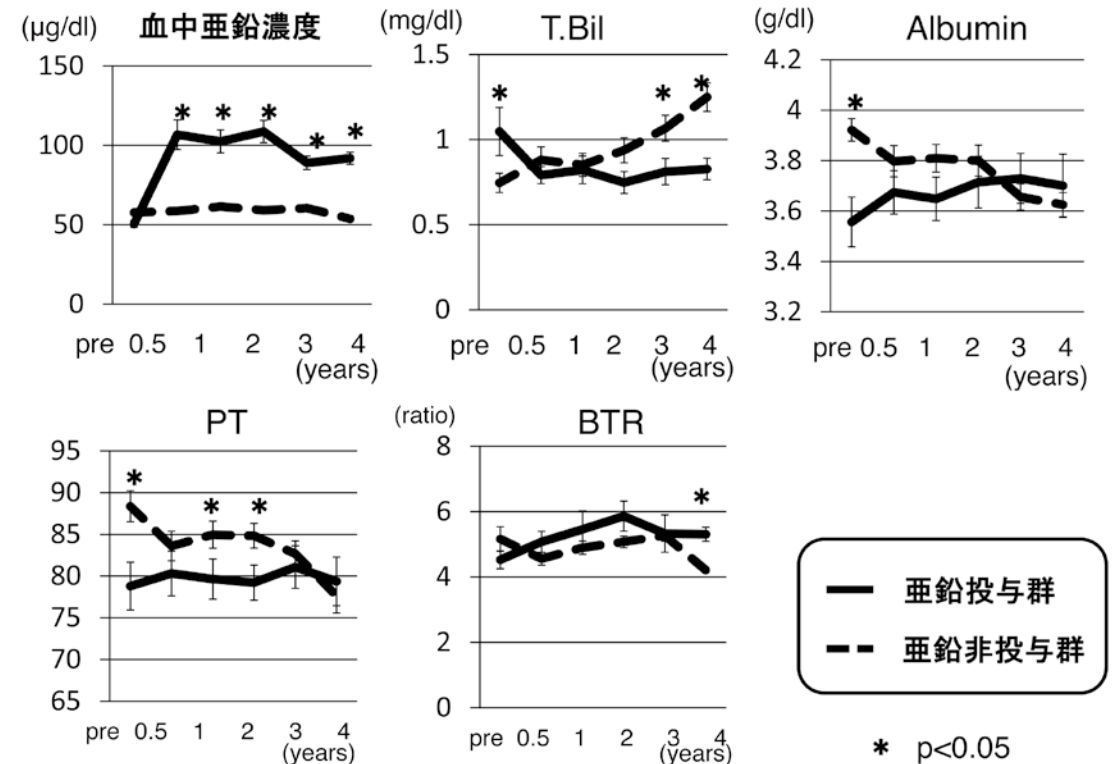 (μg/dl) 血中亜鉛濃度
150
100
50
0
* * * * *
pre 0.5 1 2 3 4
(years)
(mg/dl) T.Bil
1.5
1
0.5
0
* * *
pre 0.5 1 2 3 4
(years)
(g/dl) Albumin
4.2
4
3.8
3.6
3.4
3.2
*
pre 0.5 1 2 3 4
(years)
PT
95
90
85
80
75
70
65
* * *
pre 0.5 1 2 3 4
(years)
(ratio) BTR
8
6
4
2
0
*
pre 0.5 1 2 3 4
(years)
亜鉛投与群
亜鉛非投与群
* p<0.05